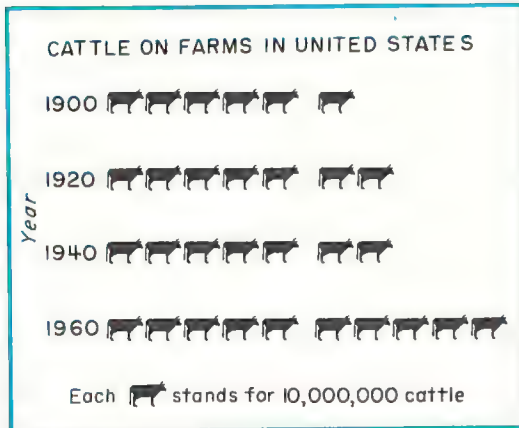 CATTLE ON FARMS IN UNITED STATES
Year
1900
1920
1940
1960
Each stands for 10,000,000 cattle